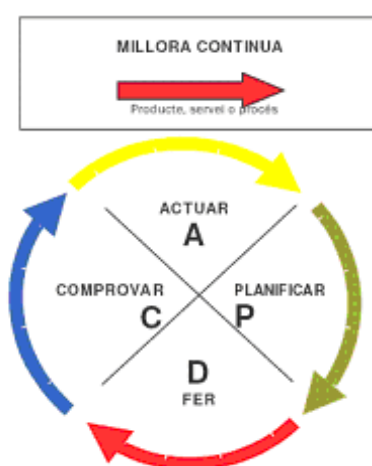 MILLORA CONTINUA
Producte, servei o procés
ACTUAR
A
COMPROVAR
PLANIFICAR
C
P
D
FER